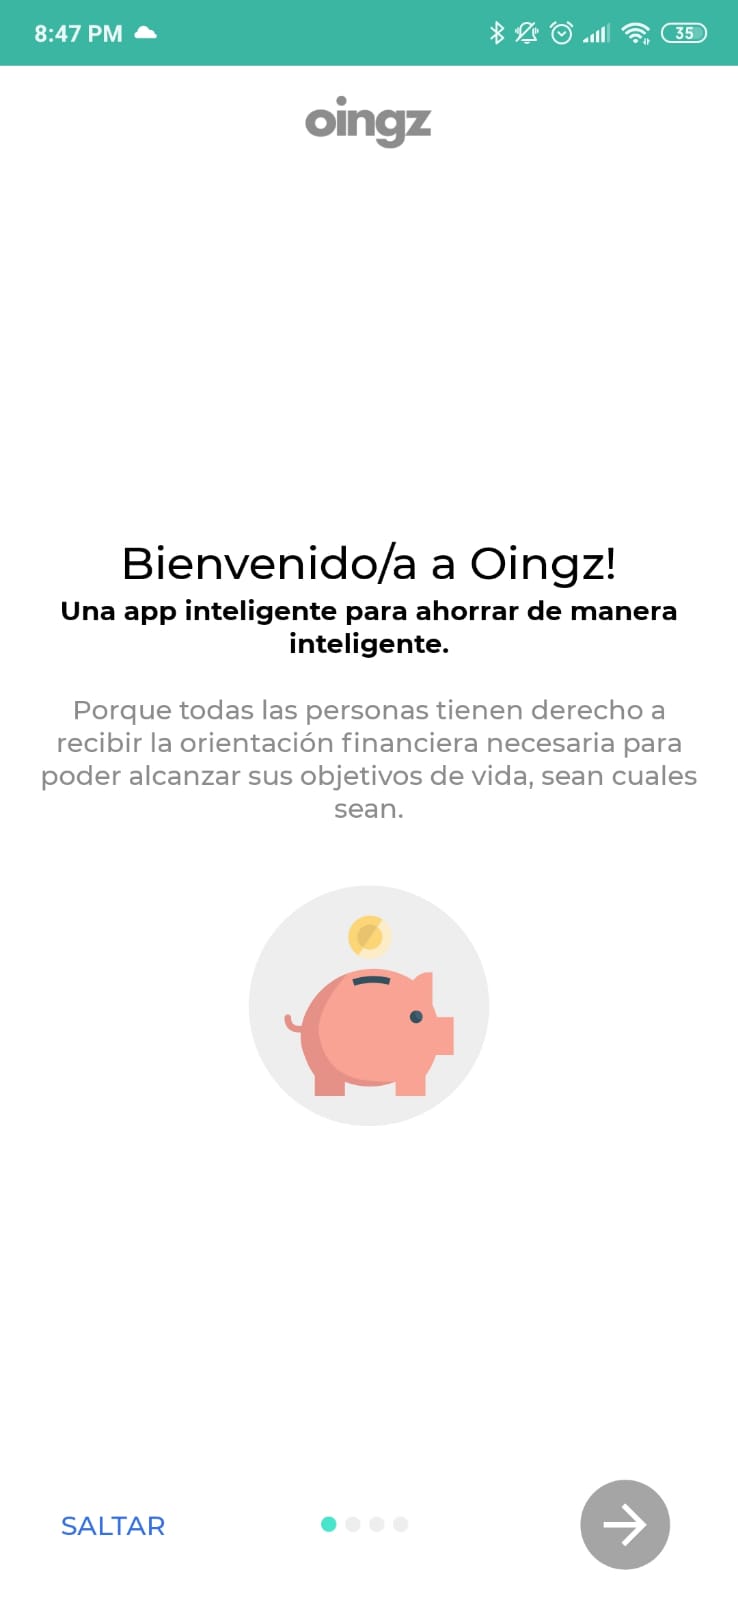 8:47 PM
35
oingz
Bienvenido/a a Oingz!
Una app inteligente para ahorrar de manera
inteligente.
Porque todas las personas tienen derecho a
recibir la orientación financiera necesaria para
poder alcanzar sus objetivos de vida, sean cuales
sean.
SALTAR